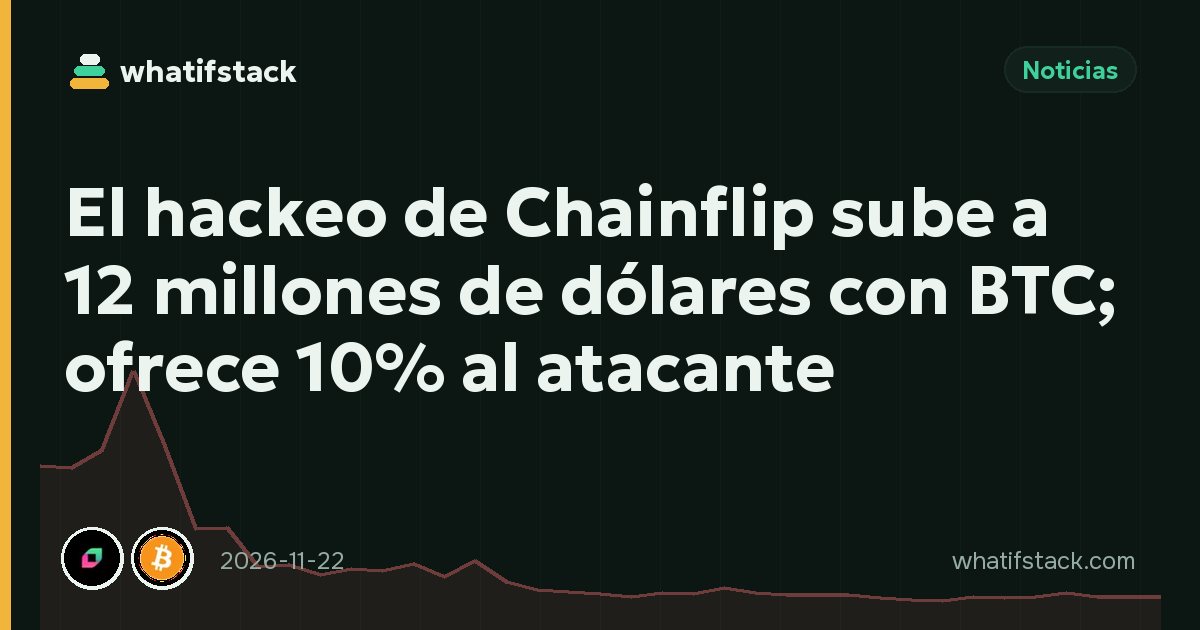 whatifstack
Noticias
El hackeo de Chainflip sube a
12 millones de dólares con BTC;
ofrece 10% al atacante
2026-11-22
whatifstack.com